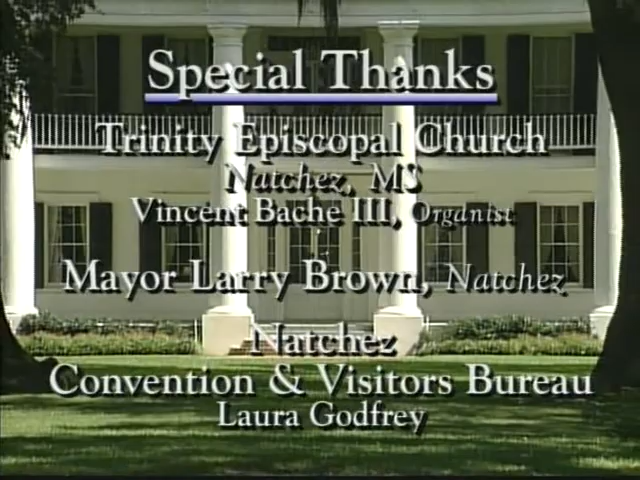 Special Thanks
Trinity Episcopal Church
Natchez, MS
Vincent Bache III, Organist
Mayor Larry Brown, Natchez
Natchez
Convention & Visitors Bureau
Laura Godfrey